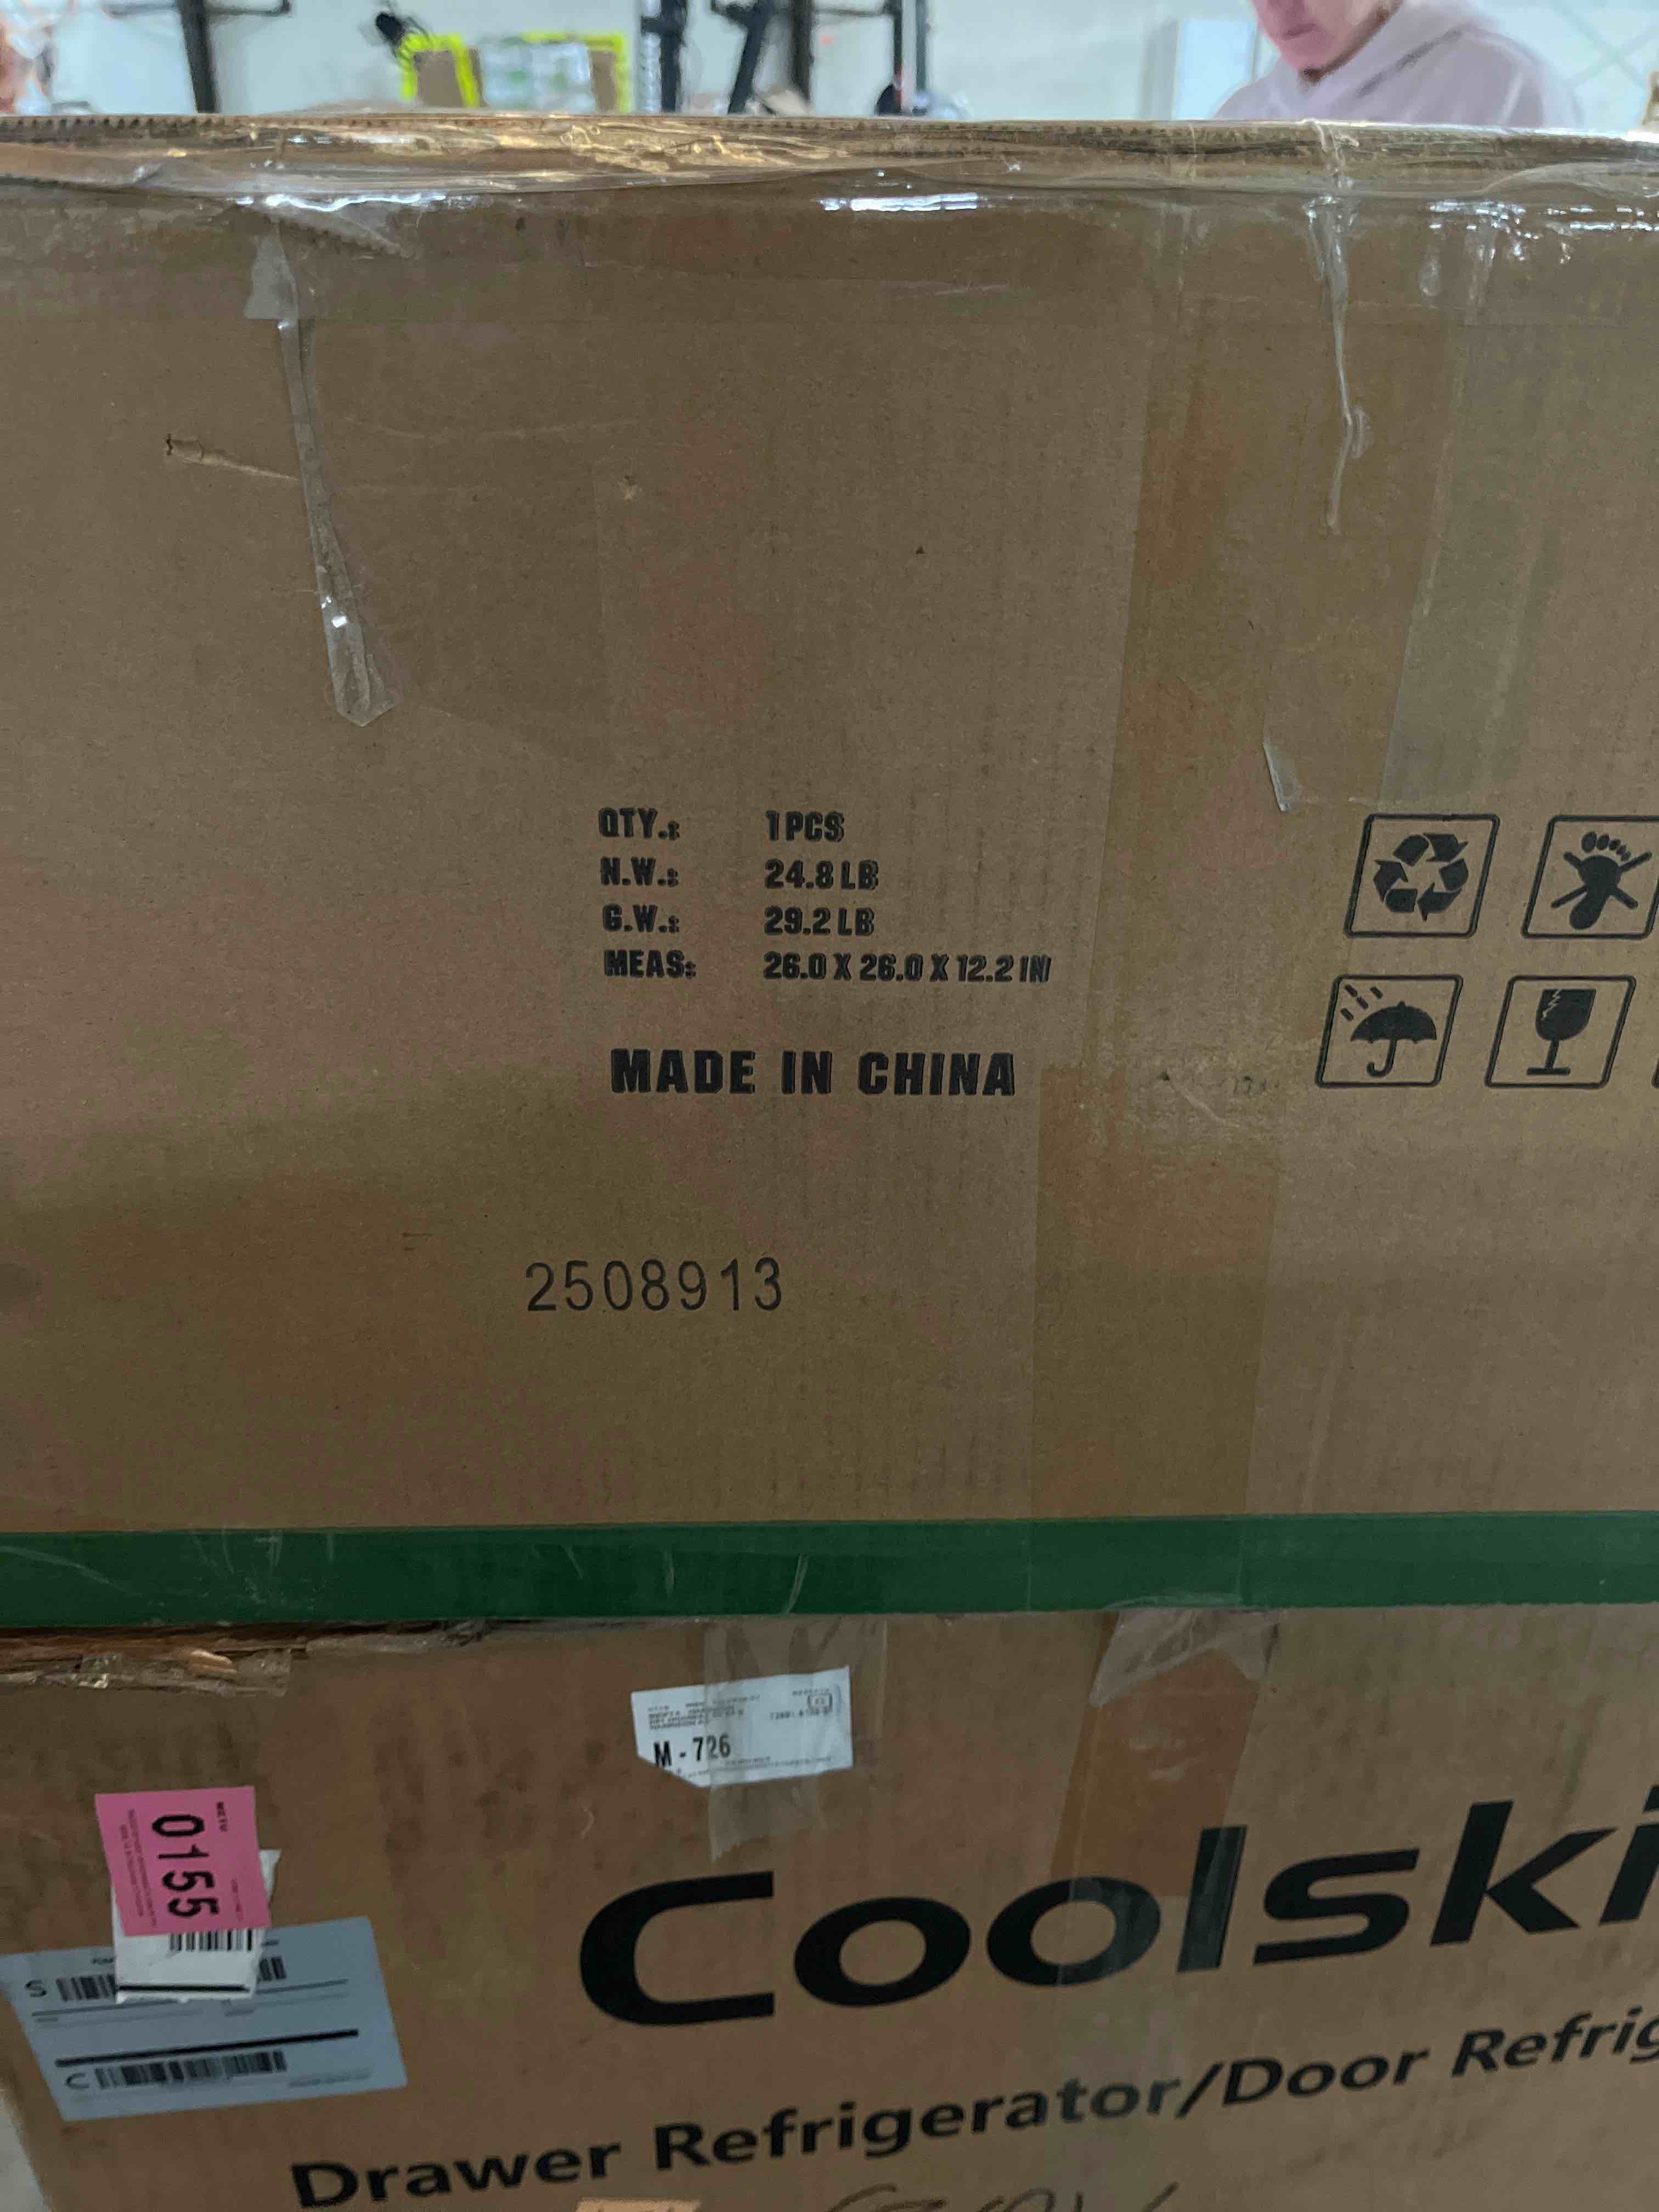 QTY.: 1PCS
N.W.: 24.8 LB
G.W.: 29.2 LB
MEAS: 26.0 X 26.0 X 12.2 IN
MADE IN CHINA
2508913
M - 726
0155
S
C
Coolski
Drawer Refrigerator/Door Refrig